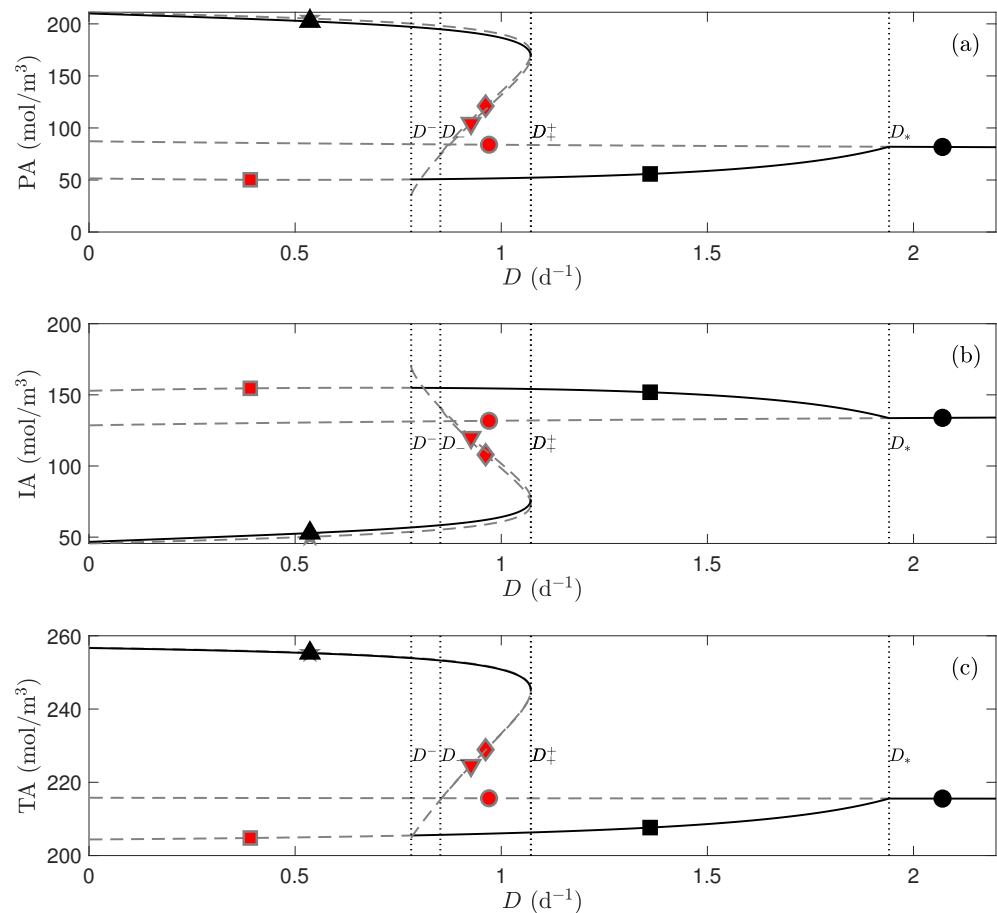 200
150
100
50
0
PA (mol/m³)
(a)
D⁻ D₋ D⁺ D₊ D∗
0 0.5 1 1.5 2
D (d⁻¹)
200
150
100
50
IA (mol/m³)
(b)
D⁻ D₋ D⁺ D₊ D∗
0 0.5 1 1.5 2
D (d⁻¹)
260
240
220
200
TA (mol/m³)
(c)
D⁻ D₋ D⁺ D₊ D∗
0 0.5 1 1.5 2
D (d⁻¹)